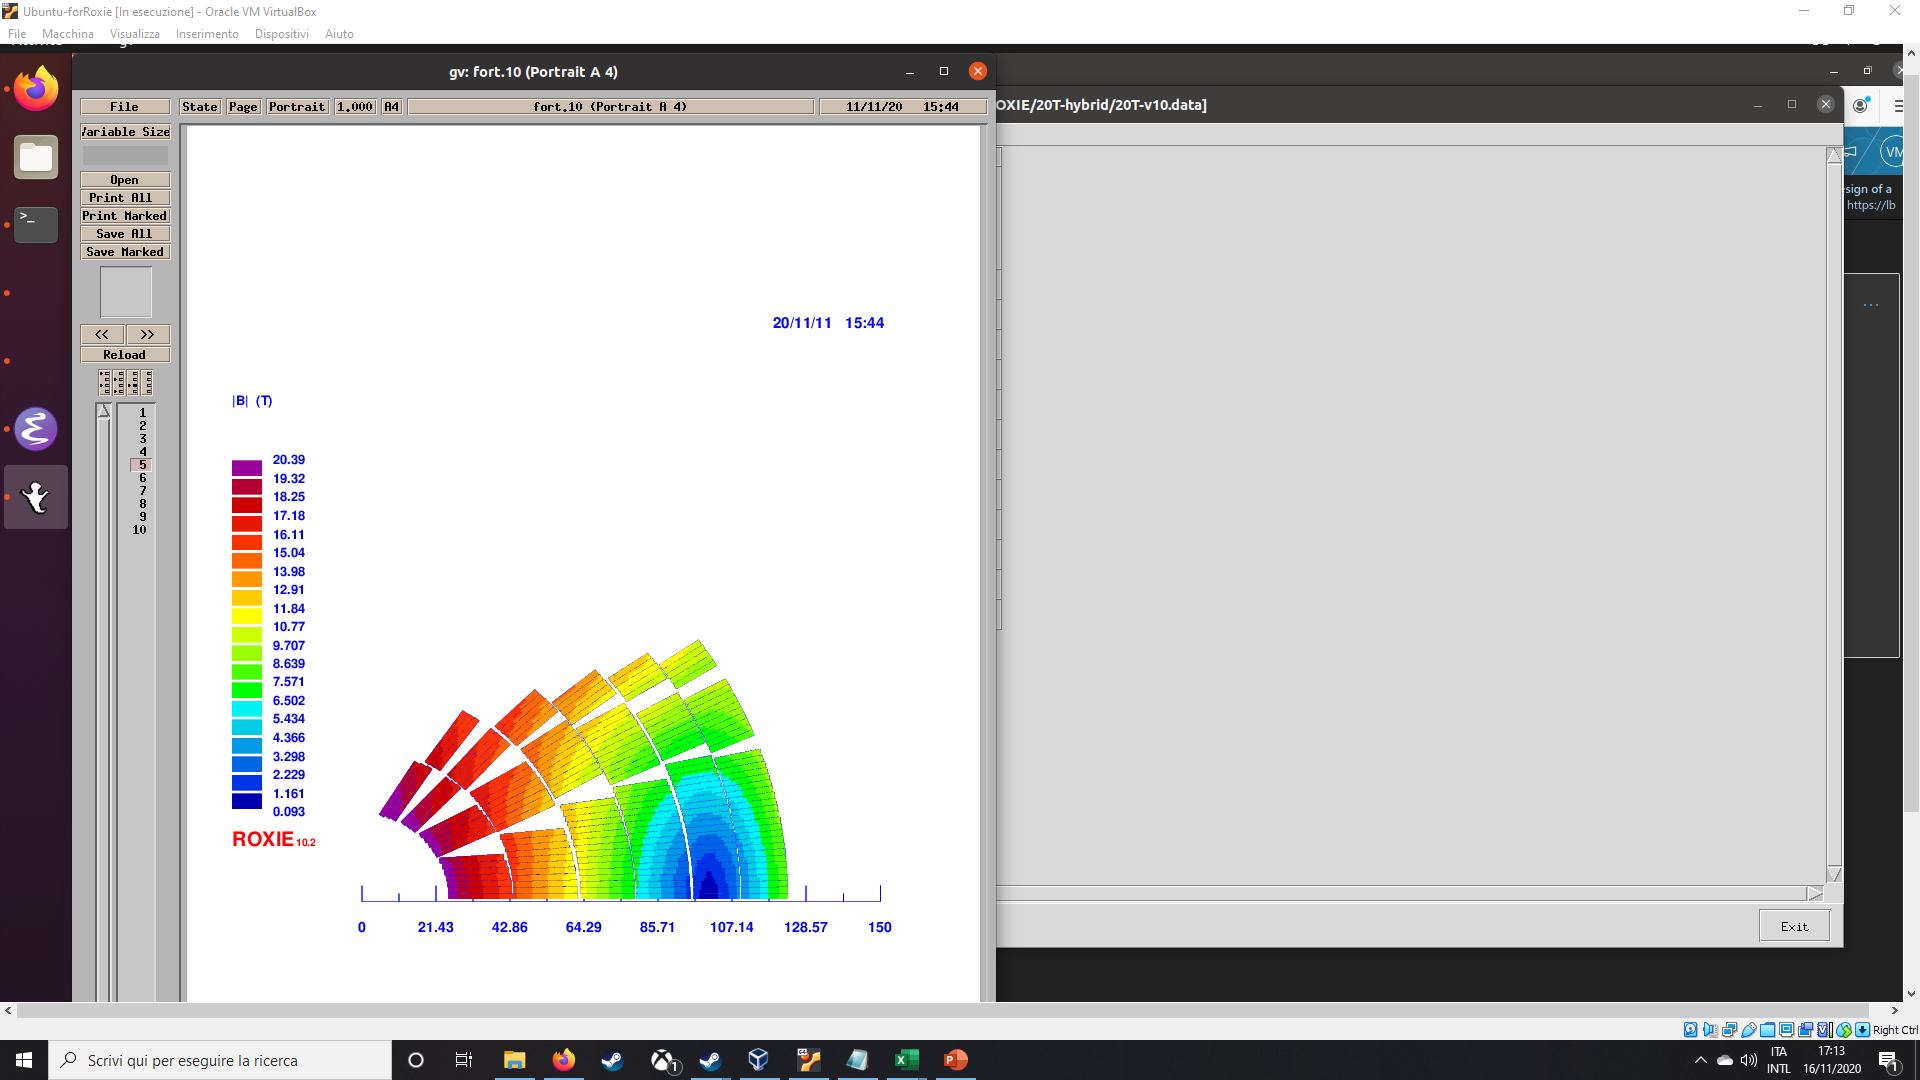 Ubuntu-forRoxie [In esecuzione] - Oracle VM VirtualBox
File Macchina Visualizza Inserimento Dispositivi Aiuto
gv: fort.10 (Portrait A 4)
File State Page Portrait 1.000 A4 fort.10 (Portrait A 4) 11/11/20 15:44
OXIE/20T-hybrid/20T-v10.data]
Variable Size
Open
Print All
Print Marked
Save All
Save Marked
<< >>
Reload
1
2
3
4
5
6
7
8
9
10
VM
sign of a
https://lb
...
20/11/11 15:44
|B| (T)
20.39
19.32
18.25
17.18
16.11
15.04
13.98
12.91
11.84
10.77
9.707
8.639
7.571
6.502
5.434
4.366
3.298
2.229
1.161
0.093
ROXIE 10.2
0 21.43 42.86 64.29 85.71 107.14 128.57 150
Exit
Right Ctrl
Scrivi qui per eseguire la ricerca
1
ITA
INTL
17:13
16/11/2020
1